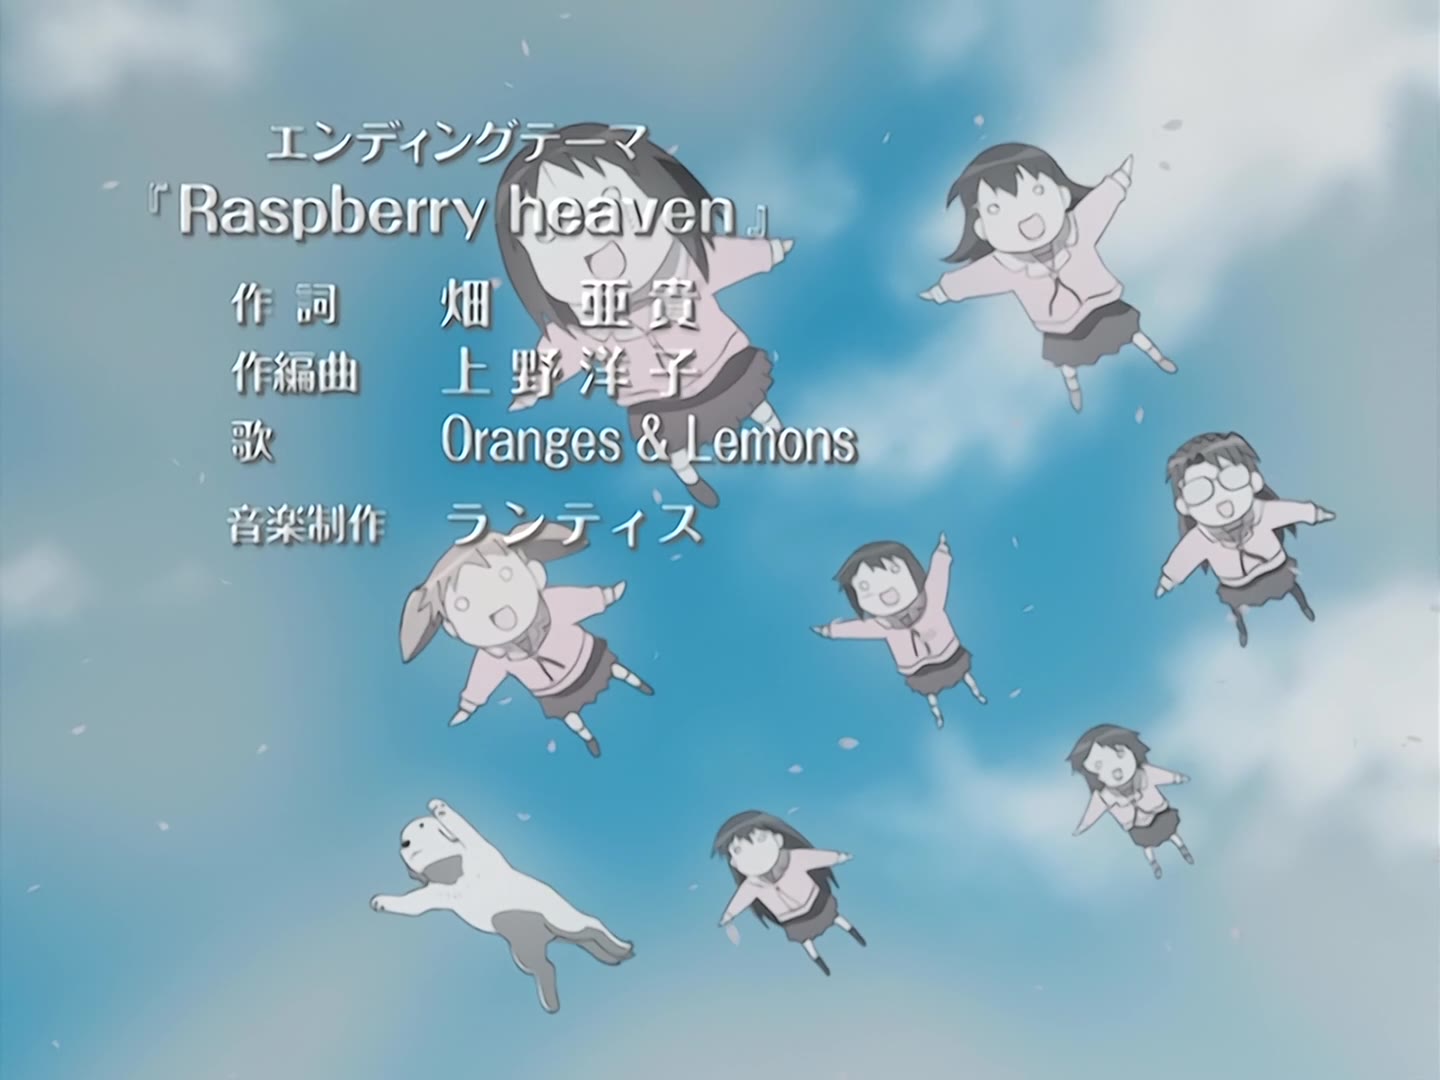 エンディングテーマ
『Raspberry heaven』
作 詞 畑 亜貴
作編曲 上野洋子
歌 Oranges & Lemons
音楽制作 ランティス